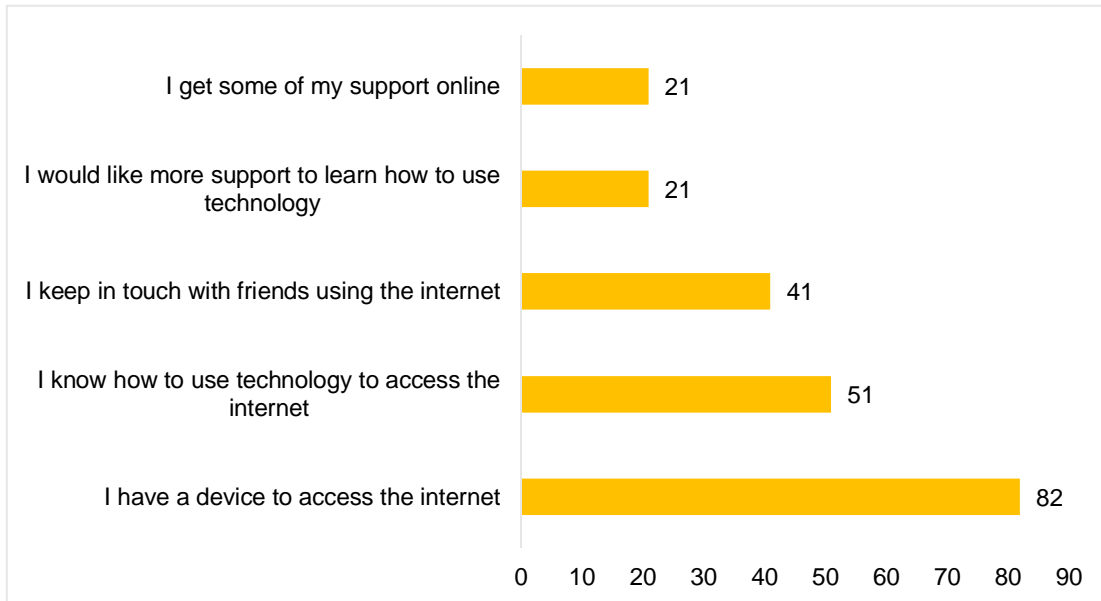 I get some of my support online
21
I would like more support to learn how to use
technology
21
I keep in touch with friends using the internet
41
I know how to use technology to access the
internet
51
I have a device to access the internet
82
0 10 20 30 40 50 60 70 80 90